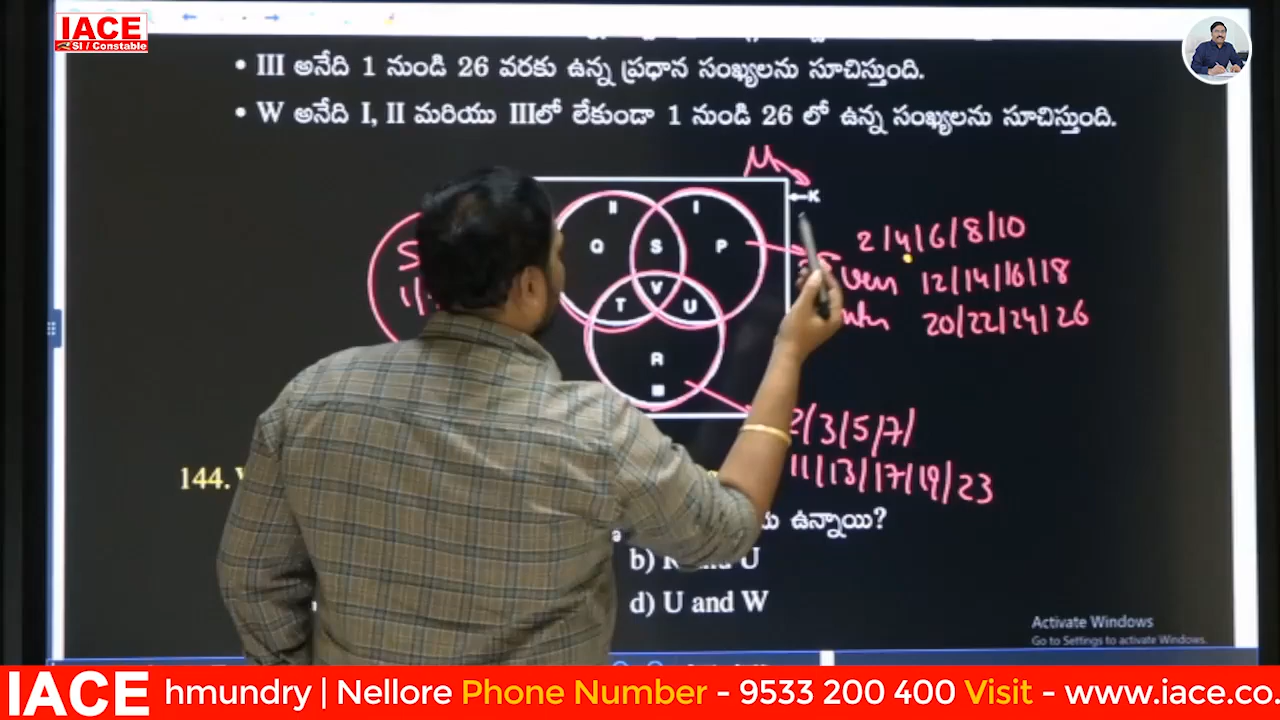 IACE
SI / Constable
• III అనేది 1 నుండి 26 వరకు ఉన్న ప్రధాన సంఖ్యలను సూచిస్తుంది.
• W అనేది I, II మరియు IIIలో లేకుండా 1 నుండి 26 లో ఉన్న సంఖ్యలను సూచిస్తుంది.
K
II I
Q S P
V
T U
R
2/4/6/8/10
12/14/16/18
20/22/24/26
2/3/5/7/
11/13/17/19/23
144.
ఉన్నాయి?
b) and U
d) U and W
Activate Windows
Go to Settings to activate Windows.
IACE hmundry | Nellore Phone Number - 9533 200 400 Visit - www.iace.co.